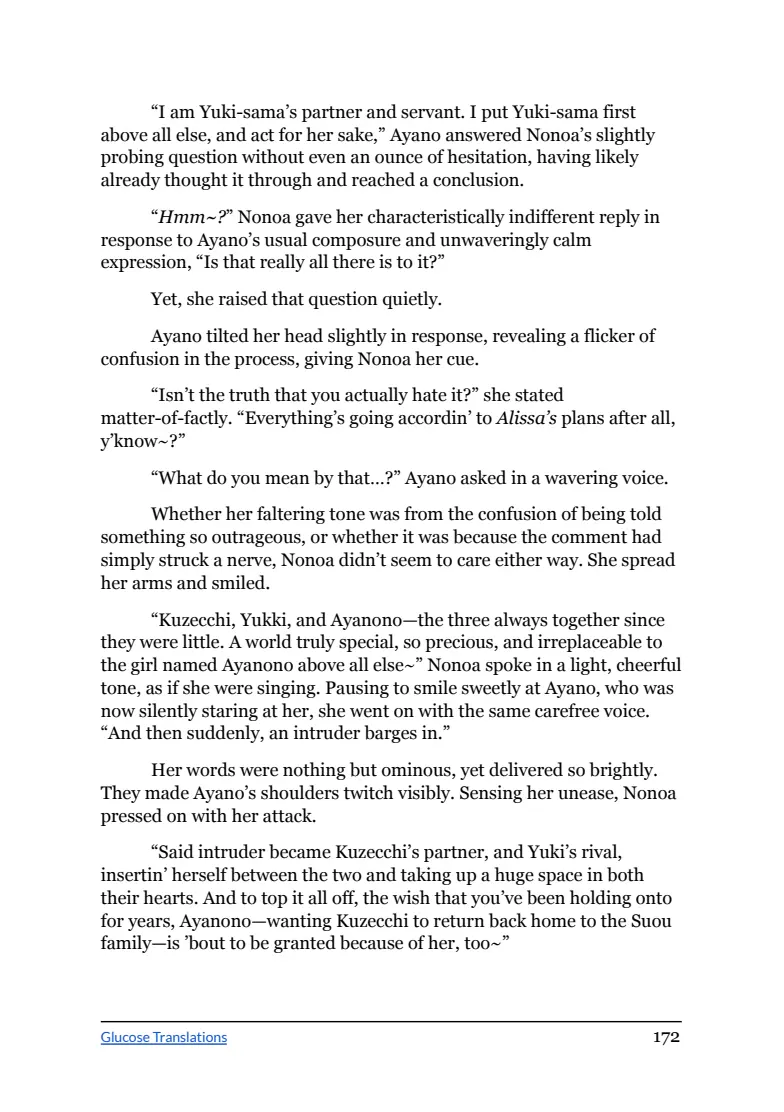 “I am Yuki-sama’s partner and servant. I put Yuki-sama first
above all else, and act for her sake,” Ayano answered Nonoa’s slightly
probing question without even an ounce of hesitation, having likely
already thought it through and reached a conclusion.
“Hmm~?” Nonoa gave her characteristically indifferent reply in
response to Ayano’s usual composure and unwaveringly calm
expression, “Is that really all there is to it?”
Yet, she raised that question quietly.
Ayano tilted her head slightly in response, revealing a flicker of
confusion in the process, giving Nonoa her cue.
“Isn’t the truth that you actually hate it?” she stated
matter-of-factly. “Everything’s going accordin’ to Alissa’s plans after all,
y’know~?”
“What do you mean by that…?” Ayano asked in a wavering voice.
Whether her faltering tone was from the confusion of being told
something so outrageous, or whether it was because the comment had
simply struck a nerve, Nonoa didn’t seem to care either way. She spread
her arms and smiled.
“Kuzecchi, Yukki, and Ayanono—the three always together since
they were little. A world truly special, so precious, and irreplaceable to
the girl named Ayanono above all else~” Nonoa spoke in a light, cheerful
tone, as if she were singing. Pausing to smile sweetly at Ayano, who was
now silently staring at her, she went on with the same carefree voice.
“And then suddenly, an intruder barges in.”
Her words were nothing but ominous, yet delivered so brightly.
They made Ayano’s shoulders twitch visibly. Sensing her unease, Nonoa
pressed on with her attack.
“Said intruder became Kuzecchi’s partner, and Yuki’s rival,
insertin’ herself between the two and taking up a huge space in both
their hearts. And to top it all off, the wish that you’ve been holding onto
for years, Ayanono—wanting Kuzecchi to return back home to the Suou
family—is ’bout to be granted because of her, too~”
Glucose Translations 172